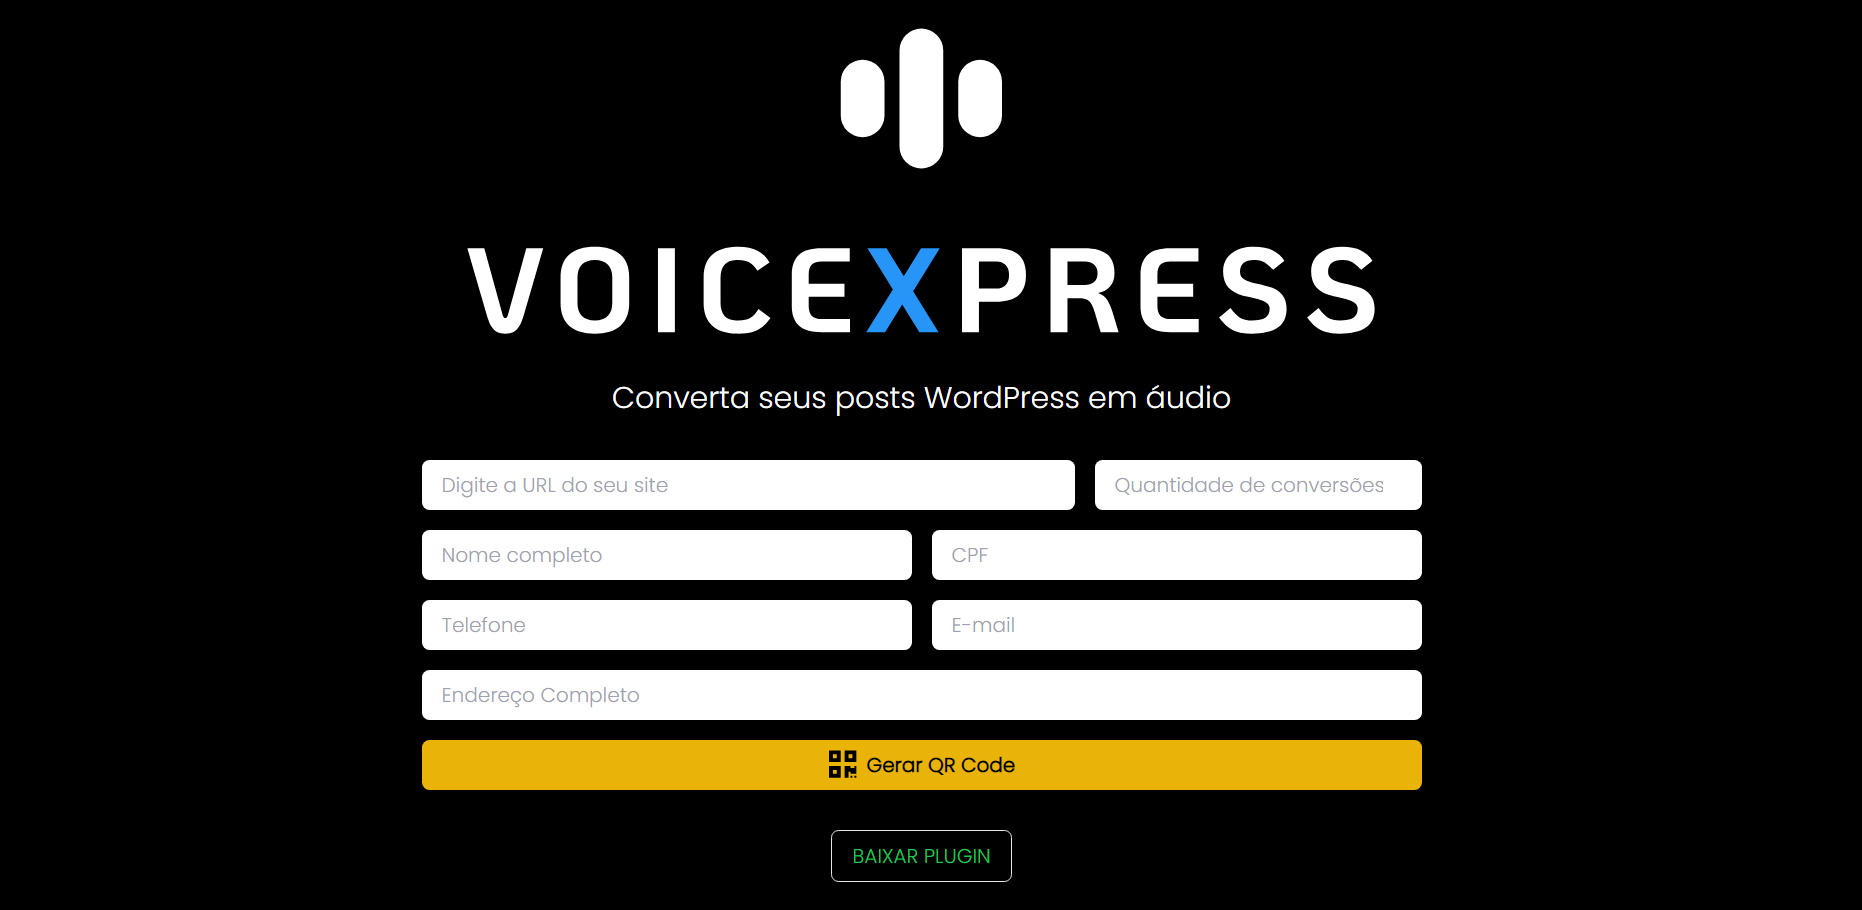 VOICEXPRESS
Converta seus posts WordPress em áudio
Digite a URL do seu site
Quantidade de conversões
Nome completo
CPF
Telefone
E-mail
Endereço Completo
Gerar QR Code
BAIXAR PLUGIN